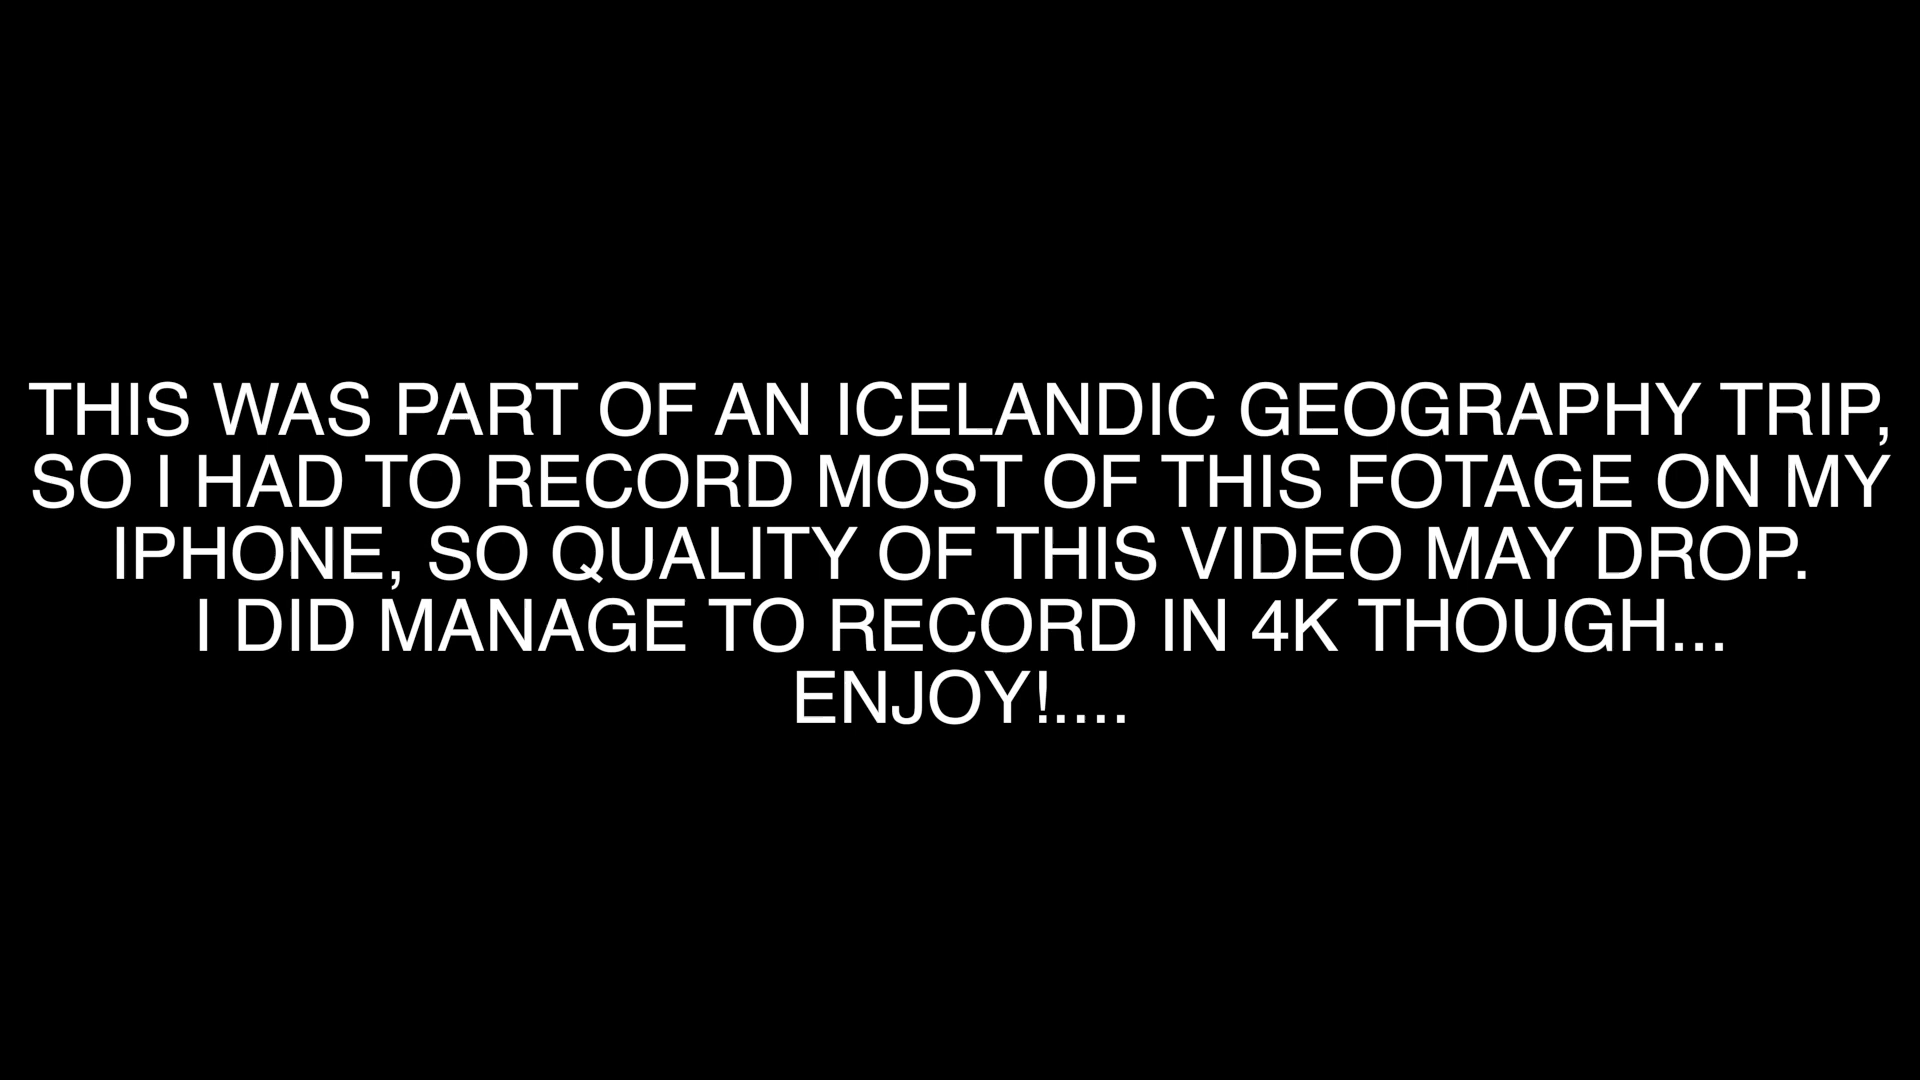 THIS WAS PART OF AN ICELANDIC GEOGRAPHY TRIP,
SO I HAD TO RECORD MOST OF THIS FOTAGE ON MY
IPHONE, SO QUALITY OF THIS VIDEO MAY DROP.
I DID MANAGE TO RECORD IN 4K THOUGH...
ENJOY!....